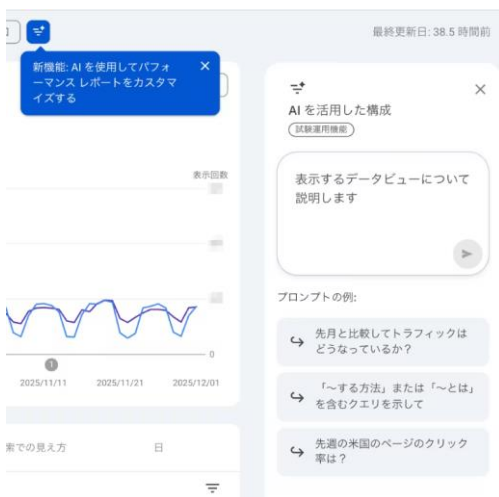 最終更新日: 38.5 時間前
新機能: AI を使用してパフォ
ーマンス レポートをカスタマ
イズする
表示回数
0
1
2025/11/11
2025/11/21
2025/12/01
索での見え方
日
AI を活用した構成
試験運用機能
表示するデータビューについて
説明します
プロンプトの例:
先月と比較してトラフィックは
どうなっているか？
「～する方法」または「～とは」
を含むクエリを示して
先週の米国のページのクリック
率は？